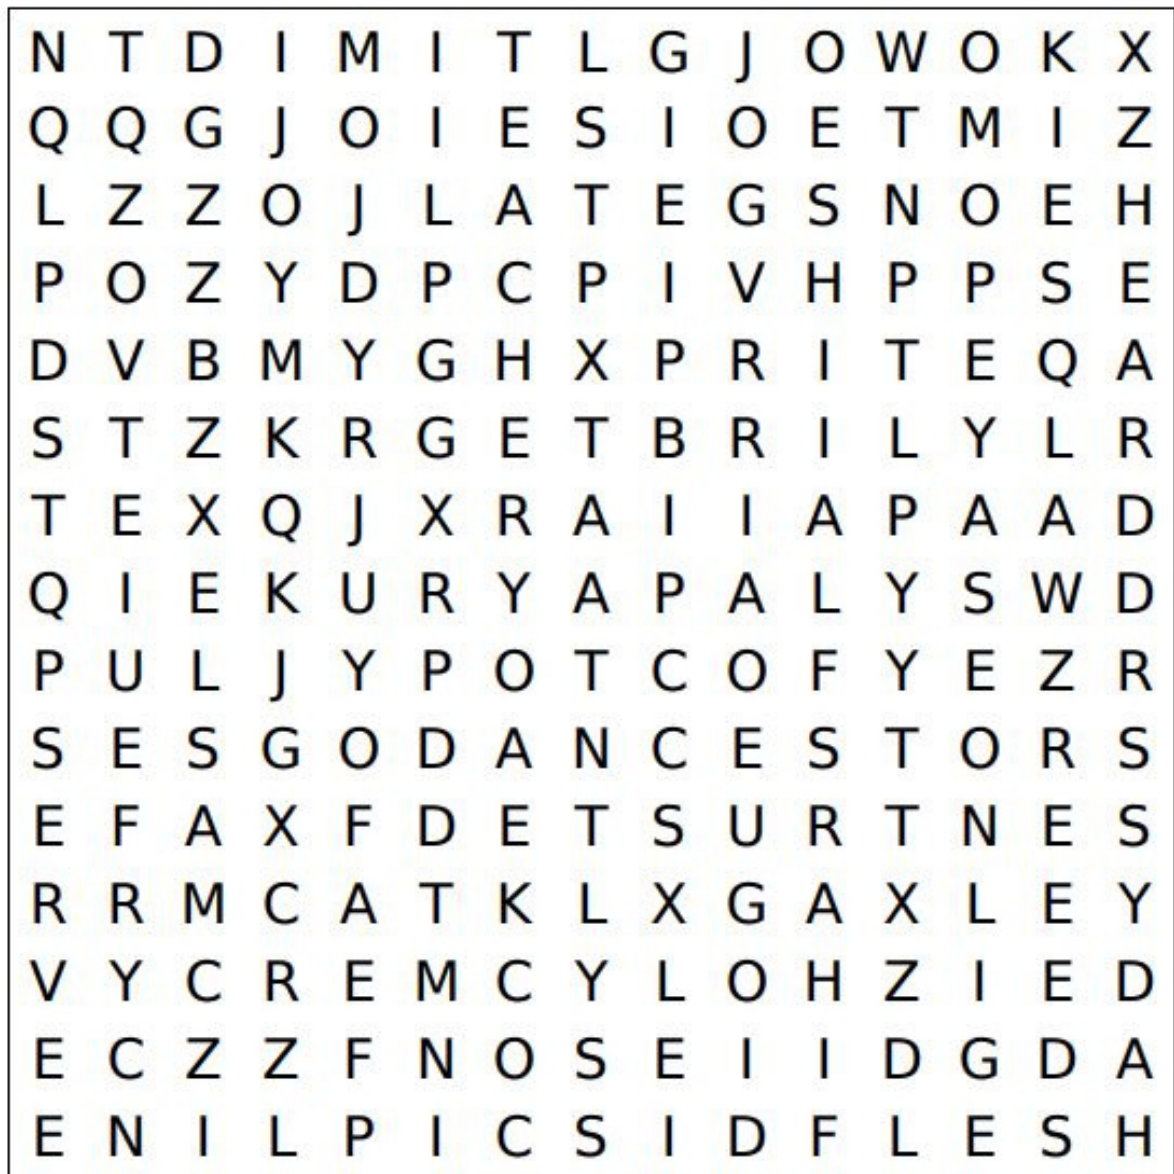 N T D I M I T L G J O W O K X
Q Q G J O I E S I O E T M I Z
L Z Z O J L A T E G S N O E H
P O Z Y D P C P I V H P P S E
D V B M Y G H X P R I T E Q A
S T Z K R G E T B R I L Y L R
T E X Q J X R A I I A P A A D
Q I E K U R Y A P A L Y S W D
P U L J Y P O T C O F Y E Z R
S E S G O D A N C E S T O R S
E F A X F D E T S U R T N E S
R R M C A T K L X G A X L E Y
V Y C R E M C Y L O H Z I E D
E C Z Z F N O S E I I D G D A
E N I L P I C S I D F L E S H